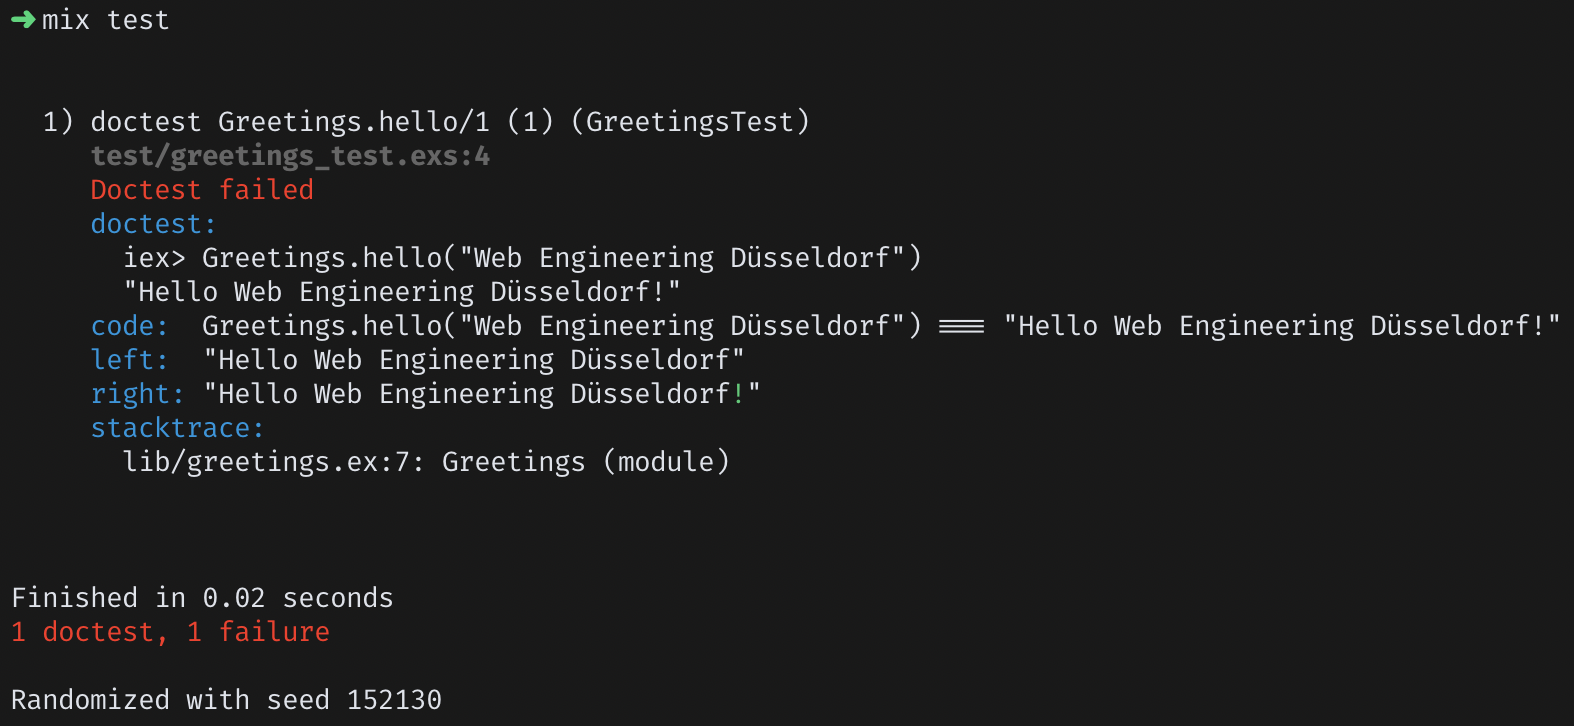 ➜ mix test
1) doctest Greetings.hello/1 (1) (GreetingsTest)
test/greetings_test.exs:4
Doctest failed
doctest:
iex> Greetings.hello("Web Engineering Düsseldorf")
"Hello Web Engineering Düsseldorf!"
code:  Greetings.hello("Web Engineering Düsseldorf") === "Hello Web Engineering Düsseldorf!"
left:  "Hello Web Engineering Düsseldorf"
right: "Hello Web Engineering Düsseldorf!"
stacktrace:
lib/greetings.ex:7: Greetings (module)
Finished in 0.02 seconds
1 doctest, 1 failure
Randomized with seed 152130